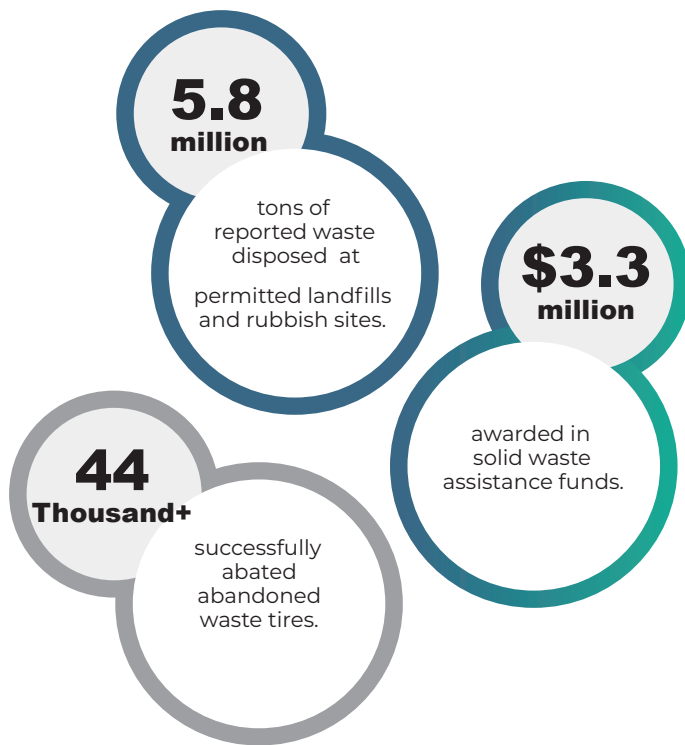 5.8
million
tons of
reported waste
disposed at
permitted landfills
and rubbish sites.
$3.3
million
awarded in
solid waste
assistance funds.
44
Thousand+
successfully
abated
abandoned
waste tires.